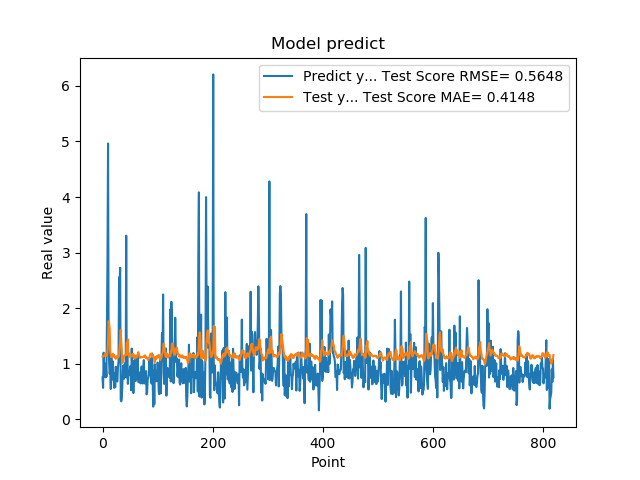 Model predict
Predict y... Test Score RMSE= 0.5648
Test y... Test Score MAE= 0.4148
Real value
6
5
4
3
2
1
0
0 200 400 600 800
Point